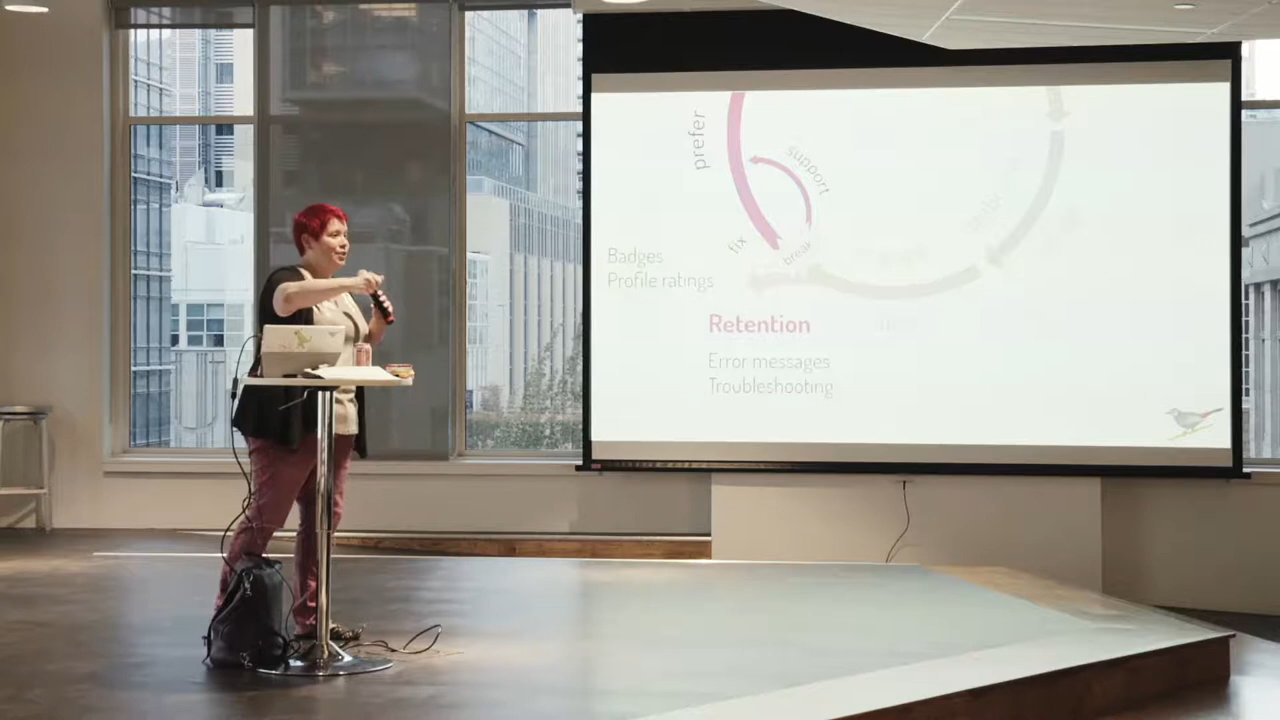 prefer
support
fix
break
Badges
Profile ratings
Retention
Error messages
Troubleshooting